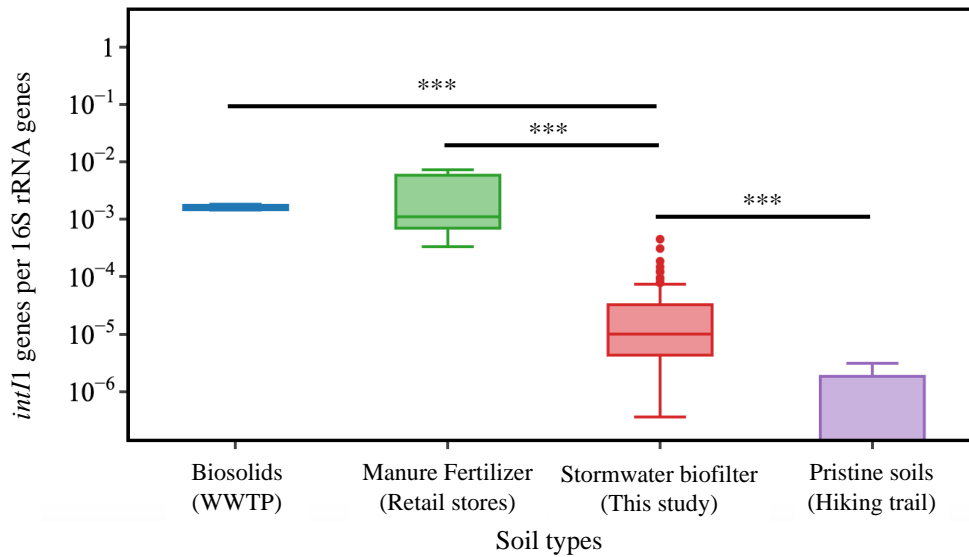 intI1 genes per 16S rRNA genes
1
10⁻¹
10⁻²
10⁻³
10⁻⁴
10⁻⁵
10⁻⁶
***
***
***
Biosolids
(WWTP)
Manure Fertilizer
(Retail stores)
Stormwater biofilter
(This study)
Pristine soils
(Hiking trail)
Soil types